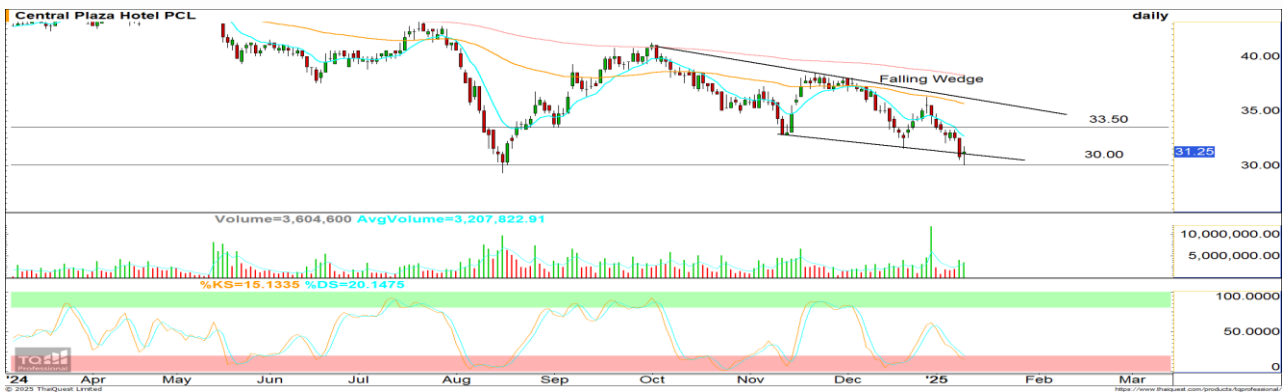 Central Plaza Hotel PCL
daily
40.00
Falling Wedge
35.00
33.50
31.25
30.00
30.00
Volume=3,604,600 AvgVolume=3,207,822.91
10,000,000.00
5,000,000.00
%KS=15.1335 %DS=20.1475
100.0000
50.0000
0
TQ
Professional
'24 Apr May Jun Jul Aug Sep Oct Nov Dec '25 Feb Mar
© 2025 ThaiQuest Limited
https://www.thaiquest.com/products/tqprofessional/